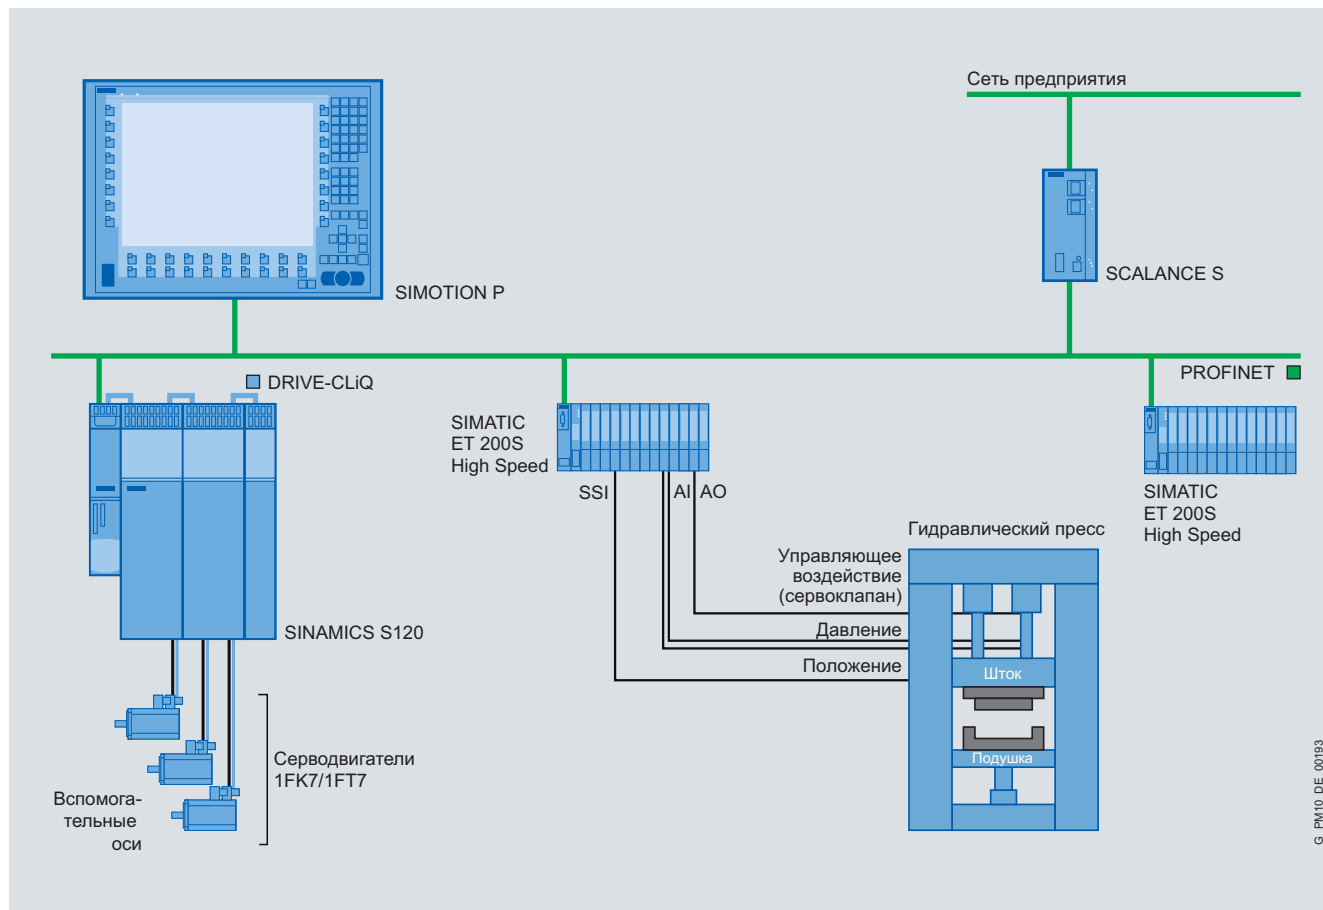 Сеть предприятия
SIMOTION P
SCALANCE S
DRIVE-CLiQ
PROFINET
SIMATIC
ET 200S
High Speed
SIMATIC
ET 200S
High Speed
SSI
AI
AO
Гидравлический пресс
Управляющее
воздействие
(сервоклапан)
Давление
Положение
Шток
Подушка
SINAMICS S120
Серводвигатели
1FK7/1FT7
Вспомога-
тельные
оси
G_PM10_DE_00193